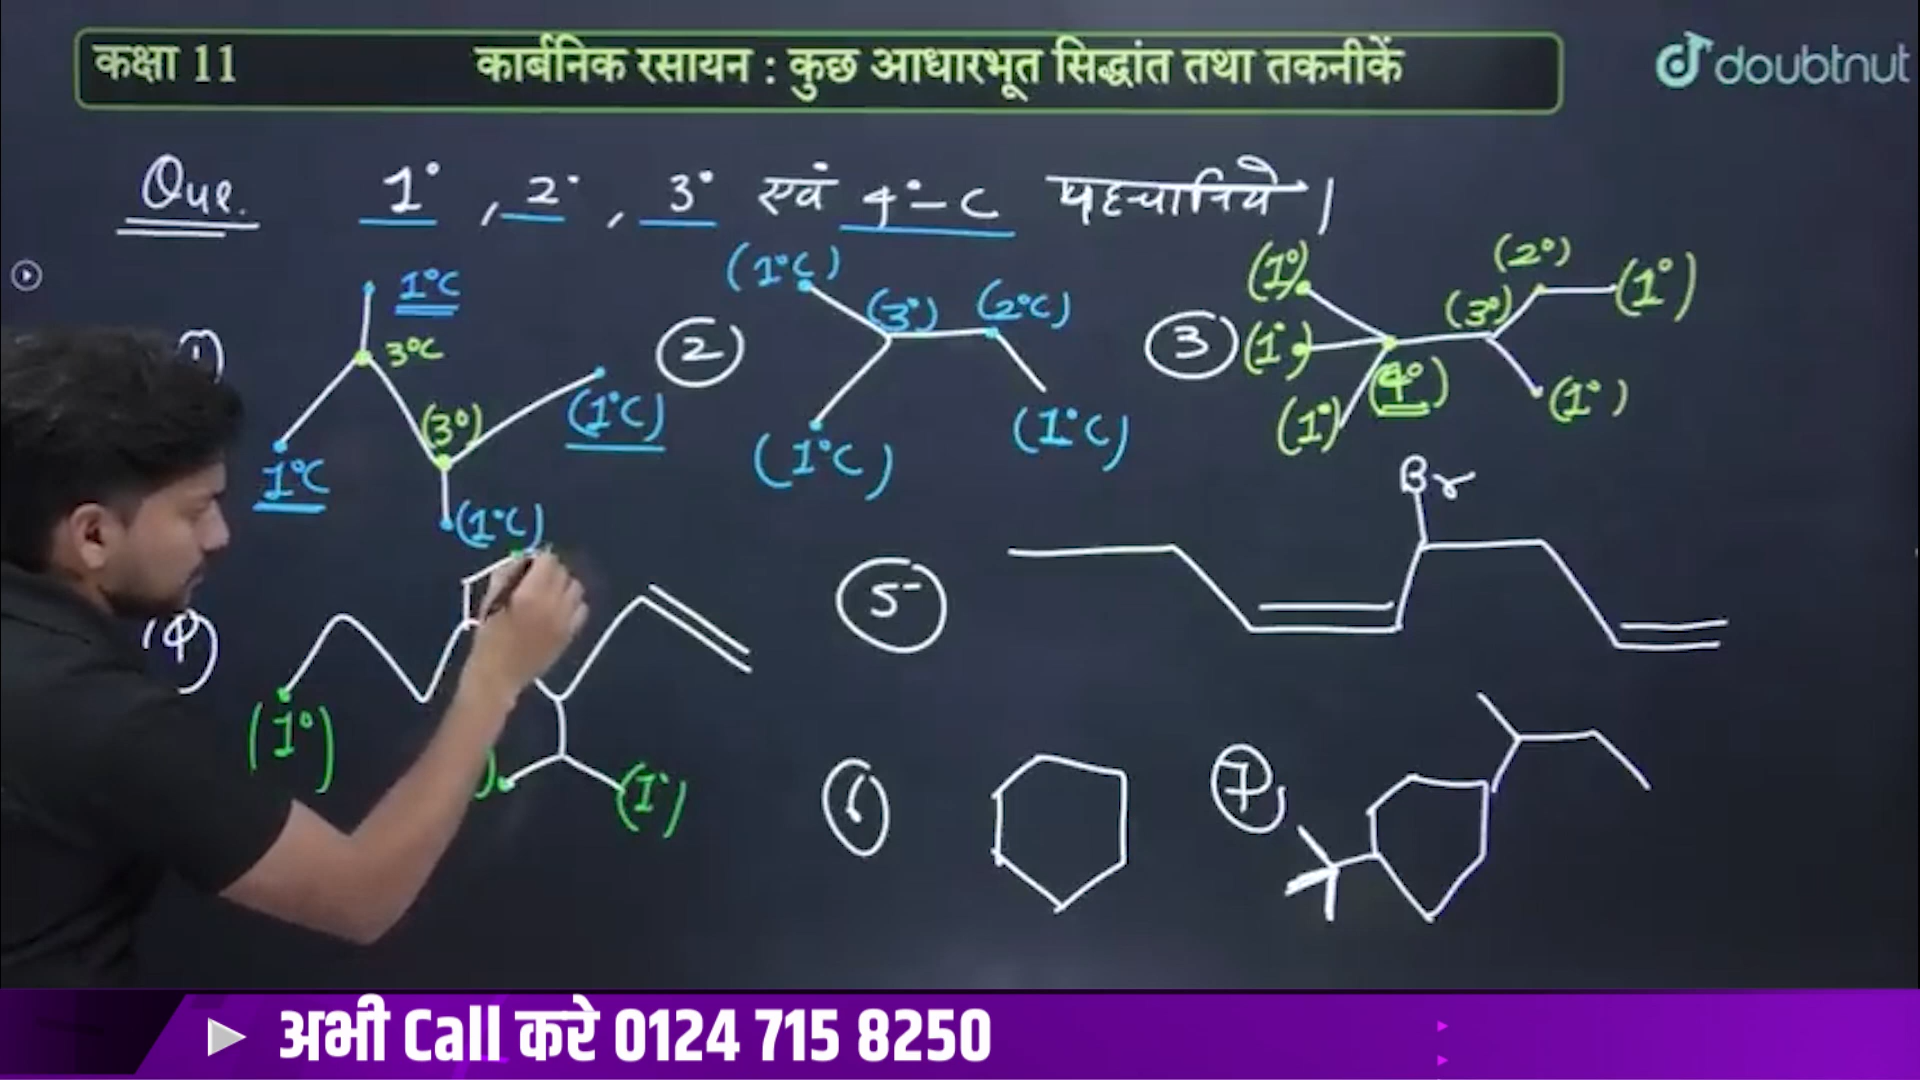 कक्षा 11 कार्बनिक रसायन : कुछ आधारभूत सिद्धांत तथा तकनीकें
doubtnut
Que. 1° , 2° , 3° एवं 4°-C पहचानिये |
1°C
3°C
1°C
(3°)
(1°C)
(1°C)
2
(1°C)
(3°)
(2°C)
(1°C)
(1°C)
3
(1°)
(1°)
(1°)
(4°)
(3°)
(2°)
(1°)
(1°)
(1°)
(1°)
5
Br
6
7
अभी Call करे 0124 715 8250